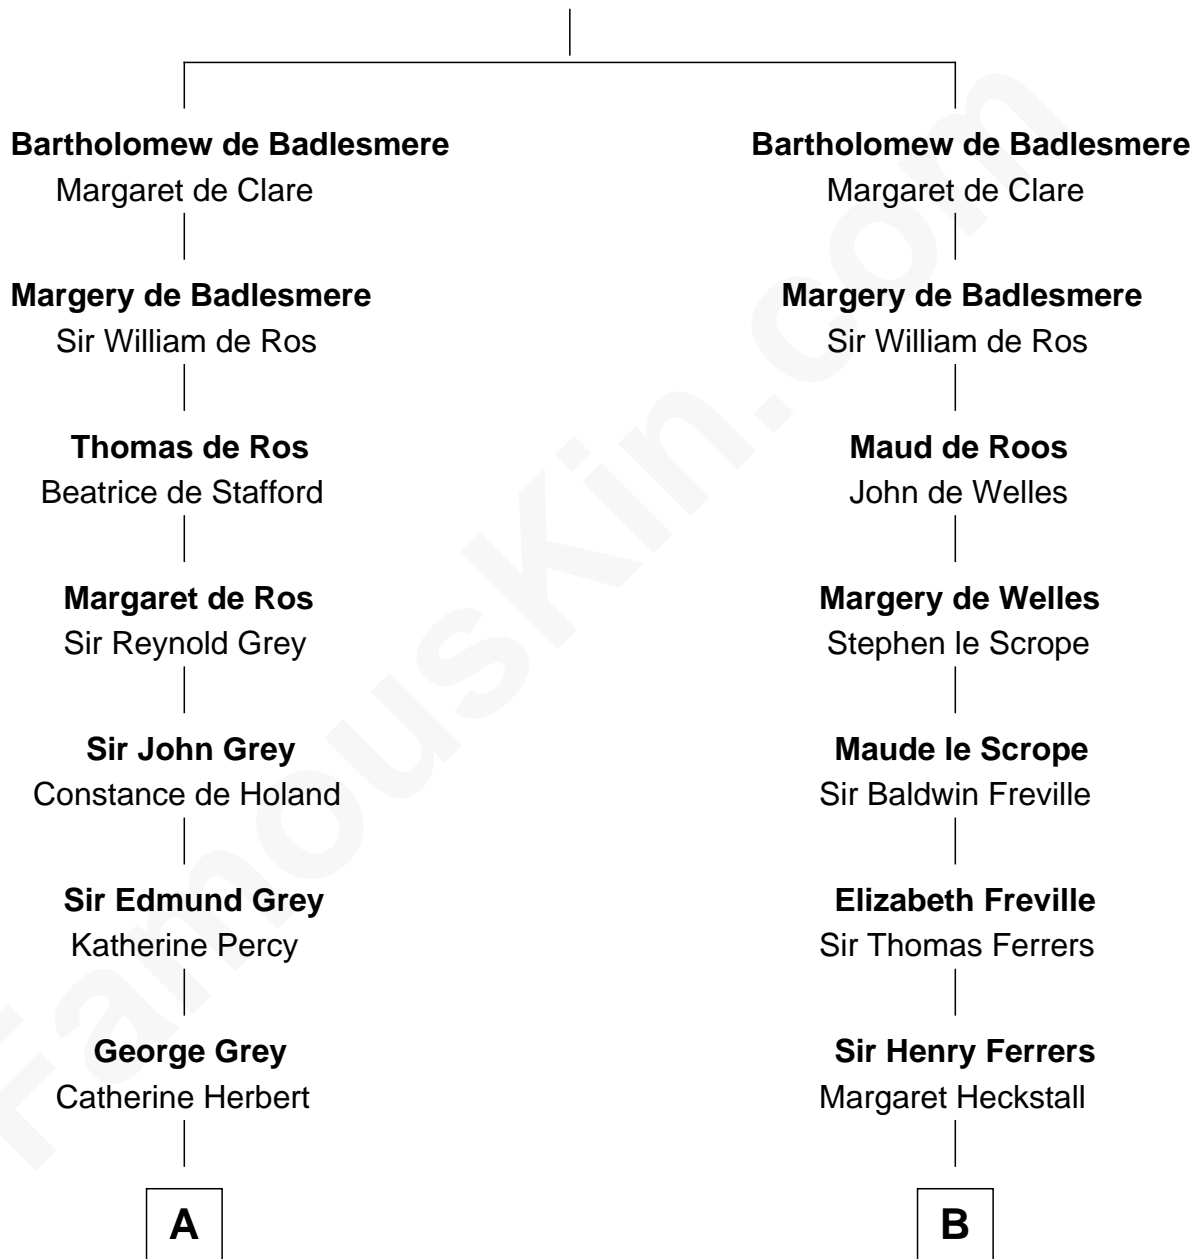 Bartholomew de Badlesmere
Margaret de Clare
Margery de Badlesmere
Sir William de Ros
Thomas de Ros
Beatrice de Stafford
Margaret de Ros
Sir Reynold Grey
Sir John Grey
Constance de Holand
Sir Edmund Grey
Katherine Percy
George Grey
Catherine Herbert
A
Bartholomew de Badlesmere
Margaret de Clare
Margery de Badlesmere
Sir William de Ros
Maud de Roos
John de Welles
Margery de Welles
Stephen le Scrope
Maude le Scrope
Sir Baldwin Freville
Elizabeth Freville
Sir Thomas Ferrers
Sir Henry Ferrers
Margaret Heckstall
B
FamousKin.com